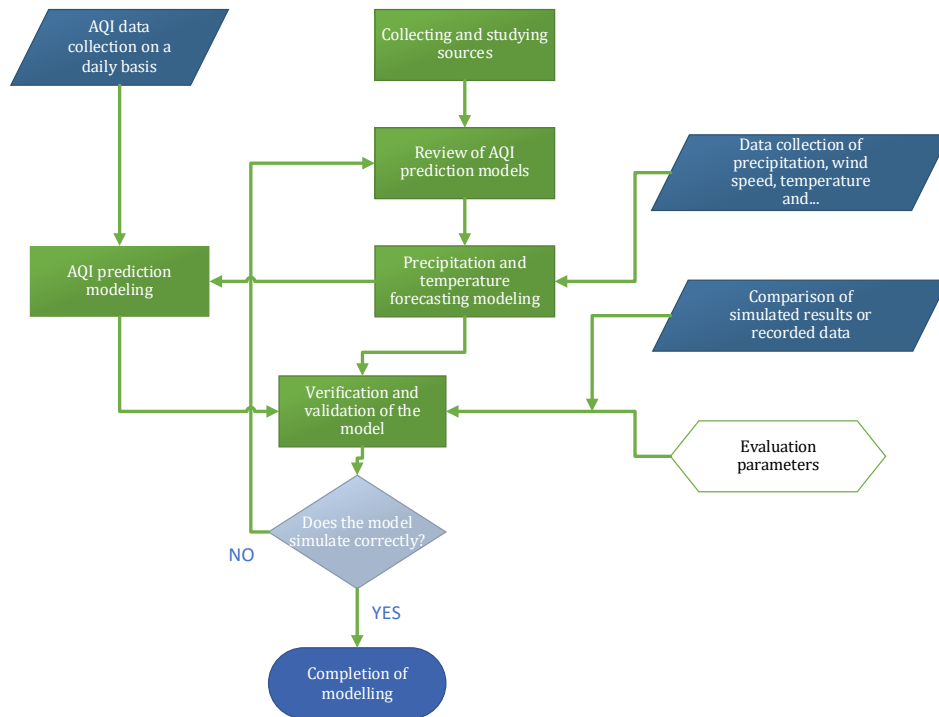 AQI data
collection on a
daily basis
Collecting and studying
sources
Review of AQI
prediction models
Data collection of
precipitation, wind
speed, temperature
and...
AQI prediction
modeling
Precipitation and
temperature
forecasting modeling
Comparison of
simulated results or
recorded data
Verification and
validation of the
model
Evaluation
parameters
Does the model
simulate correctly?
NO
YES
Completion of
modelling